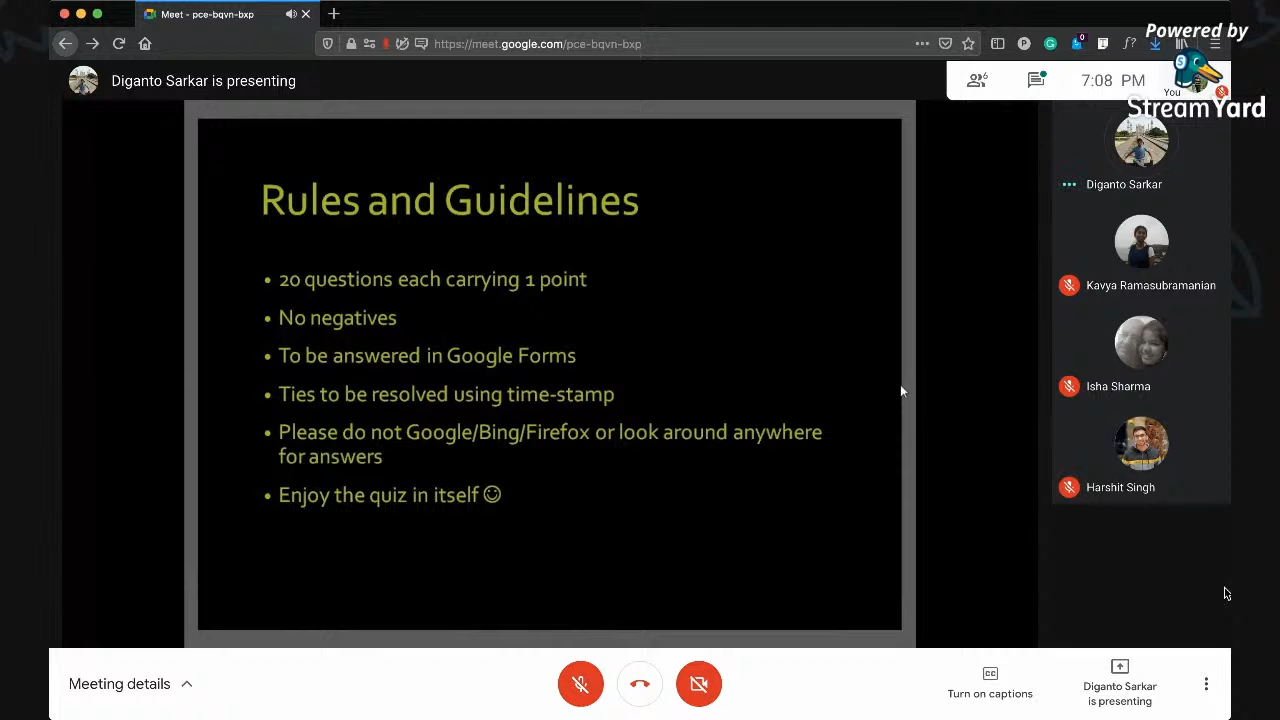 Meet - pce-bqvn-bxp
Powered by
https://meet.google.com/pce-bqvn-bxp
StreamYard
Diganto Sarkar is presenting
6
7:08 PM
You
Rules and Guidelines
• 20 questions each carrying 1 point
• No negatives
• To be answered in Google Forms
• Ties to be resolved using time-stamp
• Please do not Google/Bing/Firefox or look around anywhere
for answers
• Enjoy the quiz in itself ☺
Diganto Sarkar
Kavya Ramasubramanian
Isha Sharma
Harshit Singh
Meeting details
Turn on captions
Diganto Sarkar
is presenting